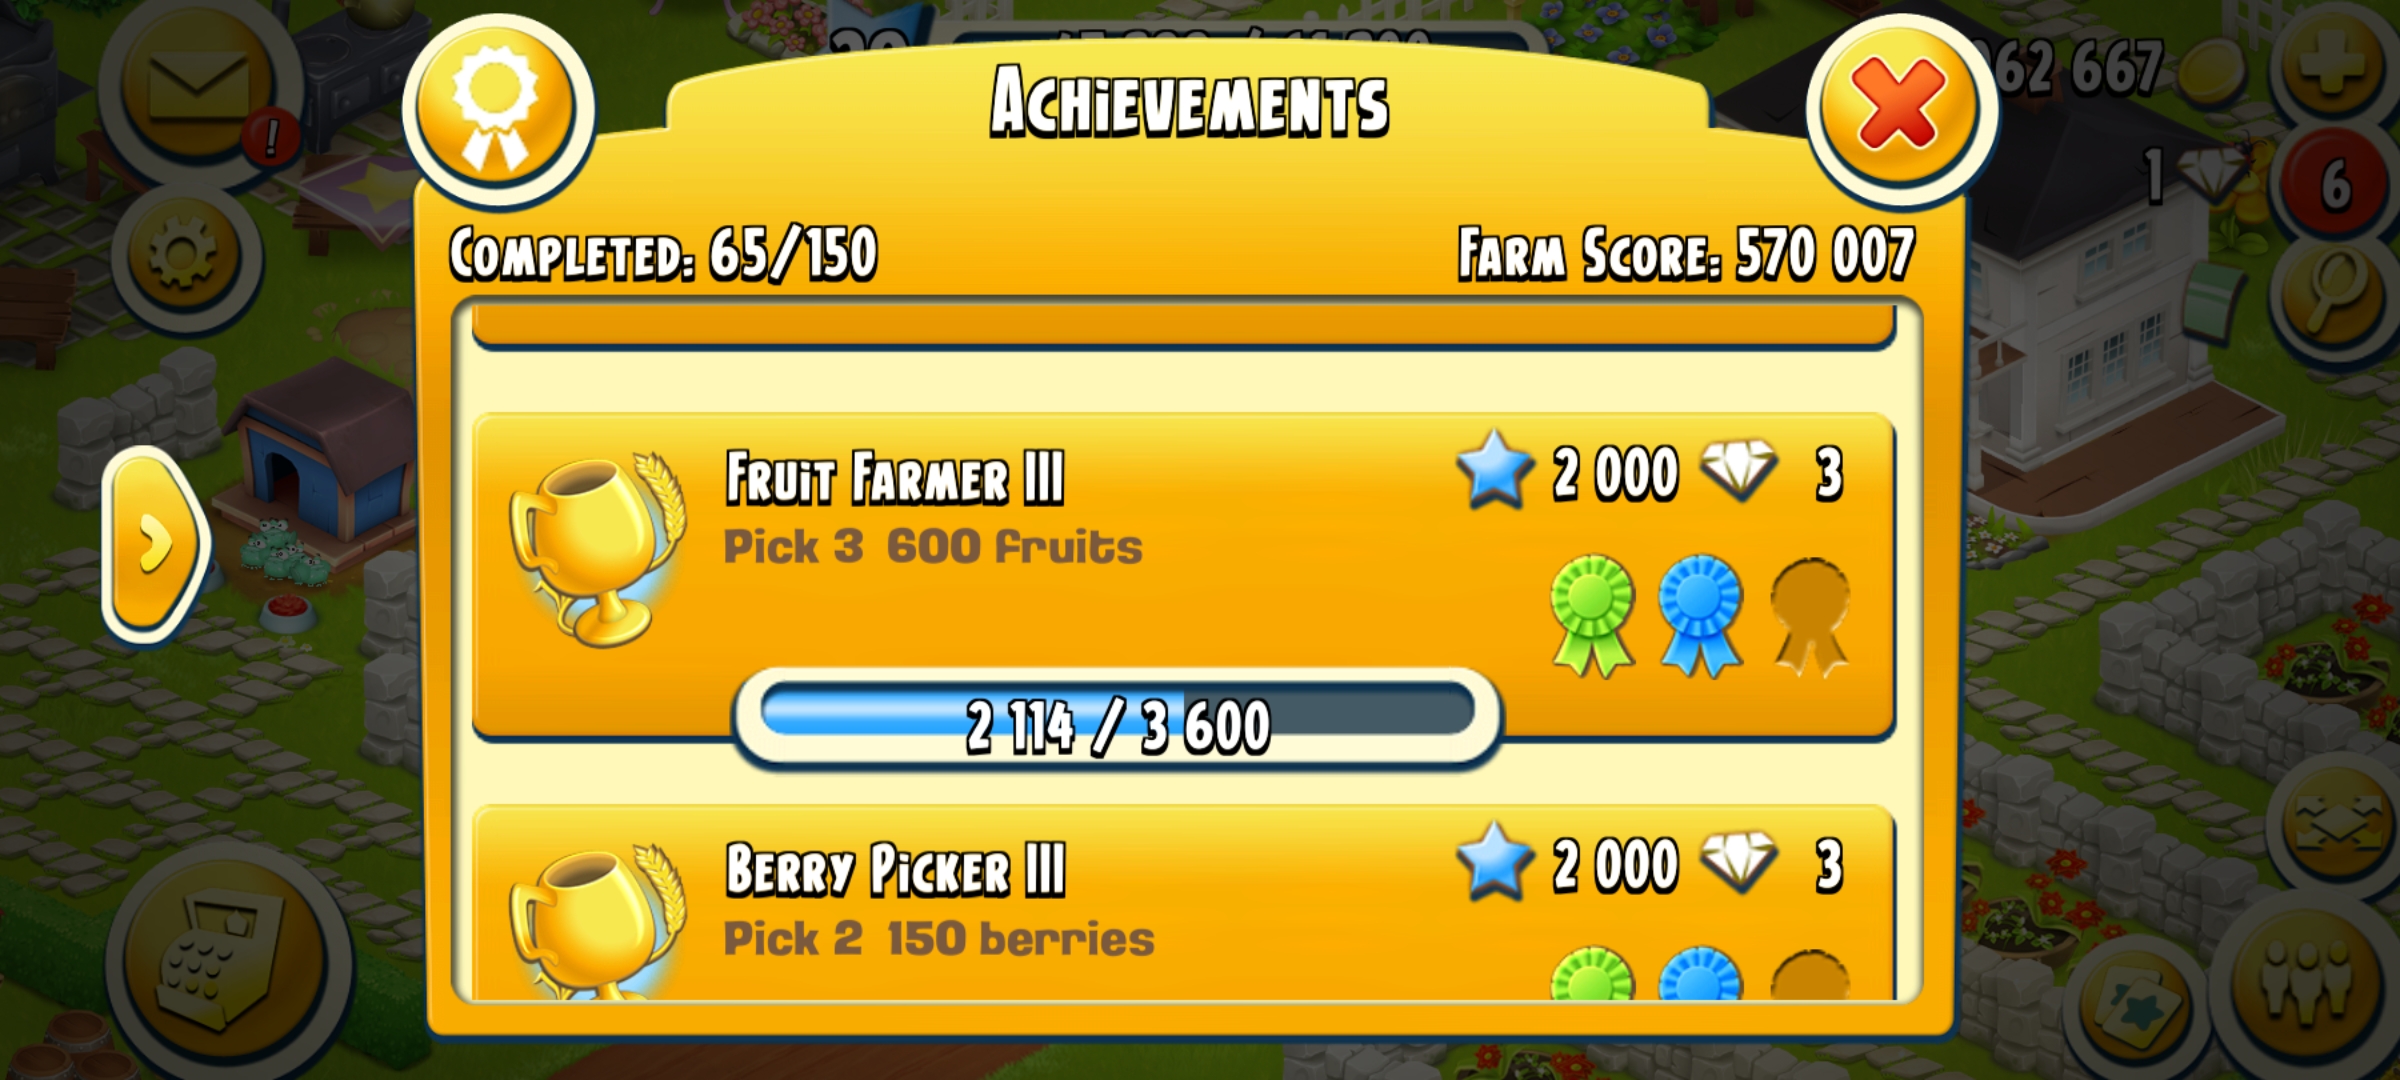 ACHiEVEMENTS
62 667
!
1
6
COMPLETED: 65/150
FARM SCORE: 570 007
FRUiT FARMER III
2 000
3
Pick 3 600 fruits
2 114 / 3 600
BERRY PiCKER III
2 000
3
Pick 2 150 berries